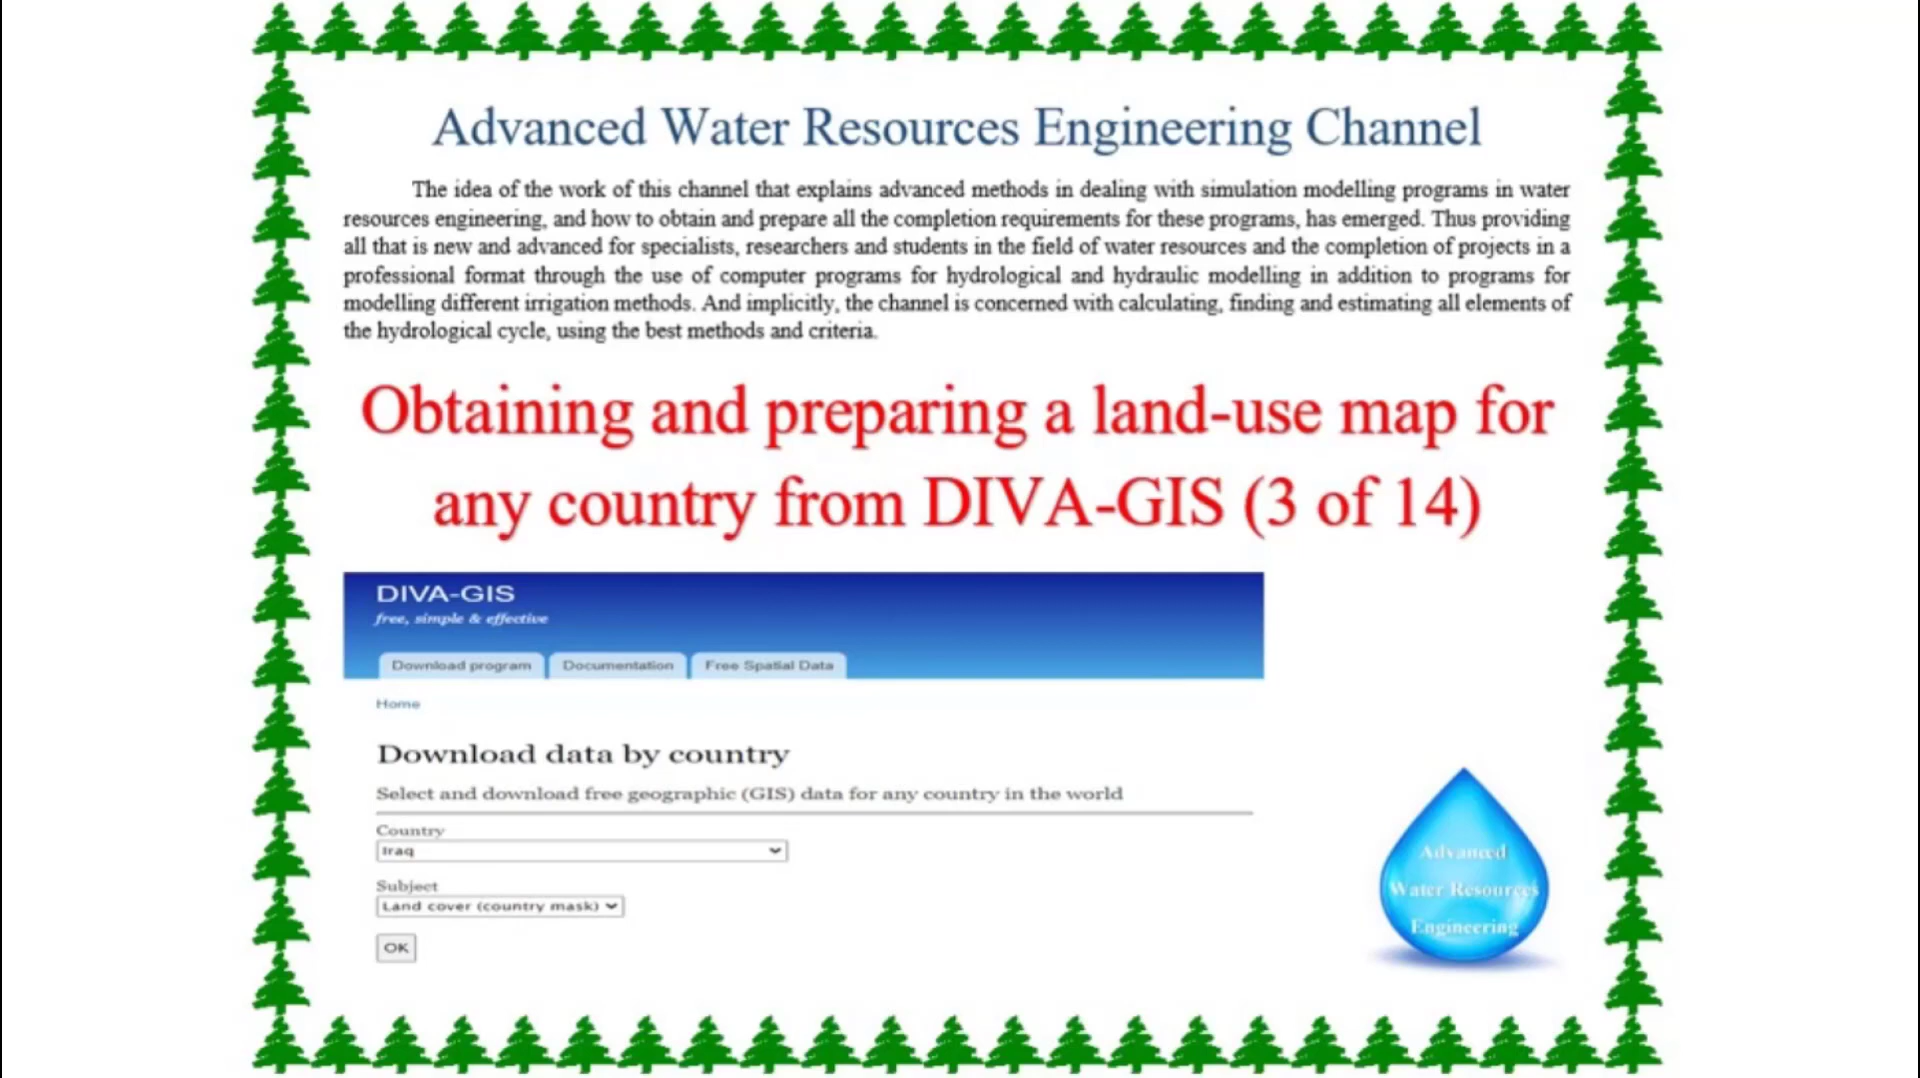 Advanced Water Resources Engineering Channel
The idea of the work of this channel that explains advanced methods in dealing with simulation modelling programs in water
resources engineering, and how to obtain and prepare all the completion requirements for these programs, has emerged. Thus providing
all that is new and advanced for specialists, researchers and students in the field of water resources and the completion of projects in a
professional format through the use of computer programs for hydrological and hydraulic modelling in addition to programs for
modelling different irrigation methods. And implicitly, the channel is concerned with calculating, finding and estimating all elements of
the hydrological cycle, using the best methods and criteria.
Obtaining and preparing a land-use map for
any country from DIVA-GIS (3 of 14)
DIVA-GIS
free, simple & effective
Download program Documentation Free Spatial Data
Home
Download data by country
Select and download free geographic (GIS) data for any country in the world
Country
Iraq
Subject
Land cover (country mask)
OK
Advanced
Water Resources
Engineering